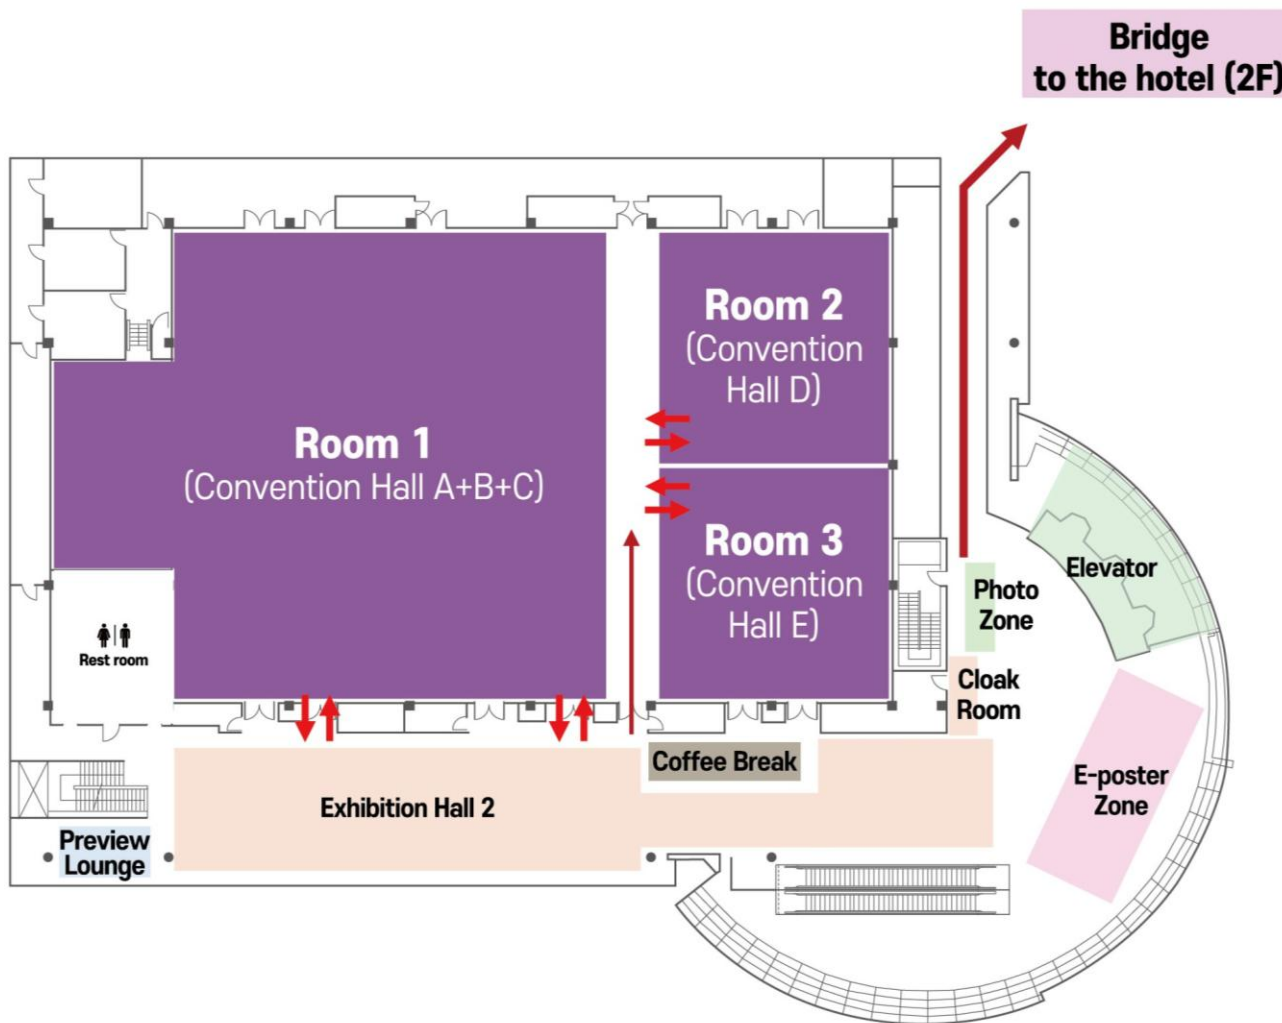 Bridge
to the hotel (2F)
Room 1
(Convention Hall A+B+C)
Room 2
(Convention
Hall D)
Room 3
(Convention
Hall E)
Elevator
Photo
Zone
Rest room
Cloak
Room
Coffee Break
E-poster
Zone
Exhibition Hall 2
Preview
Lounge